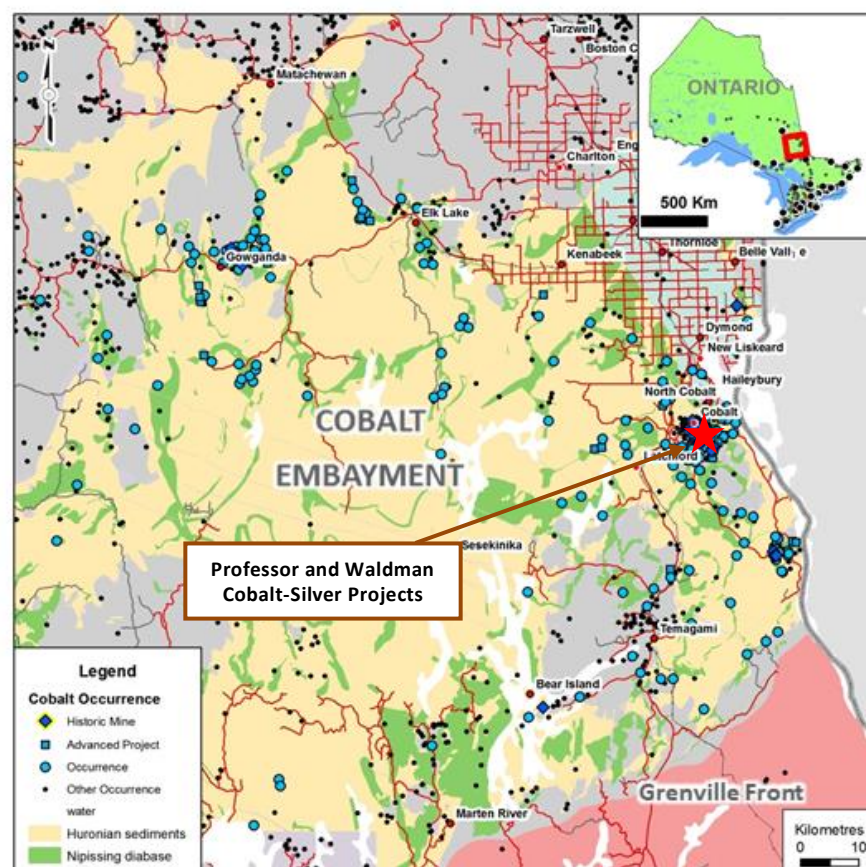 Tarzwell
Boston C
Matachewan
ONTARIO
500 Km
Eng
Charlton
Elk Lake
Gowganda
Kenabeek
Thornloe
Belle Vall¸ e
Dymond
New Liskeard
Haileybury
North Cobalt
Cobalt
COBALT
EMBAYMENT
Latchford
Sesekinika
Professor and Waldman
Cobalt-Silver Projects
Temagami
Bear Island
Marten River
Grenville Front
Legend
Cobalt Occurrence
Historic Mine
Advanced Project
Occurrence
Other Occurrence
water
Huronian sediments
Nipissing diabase
Kilometres
0 10